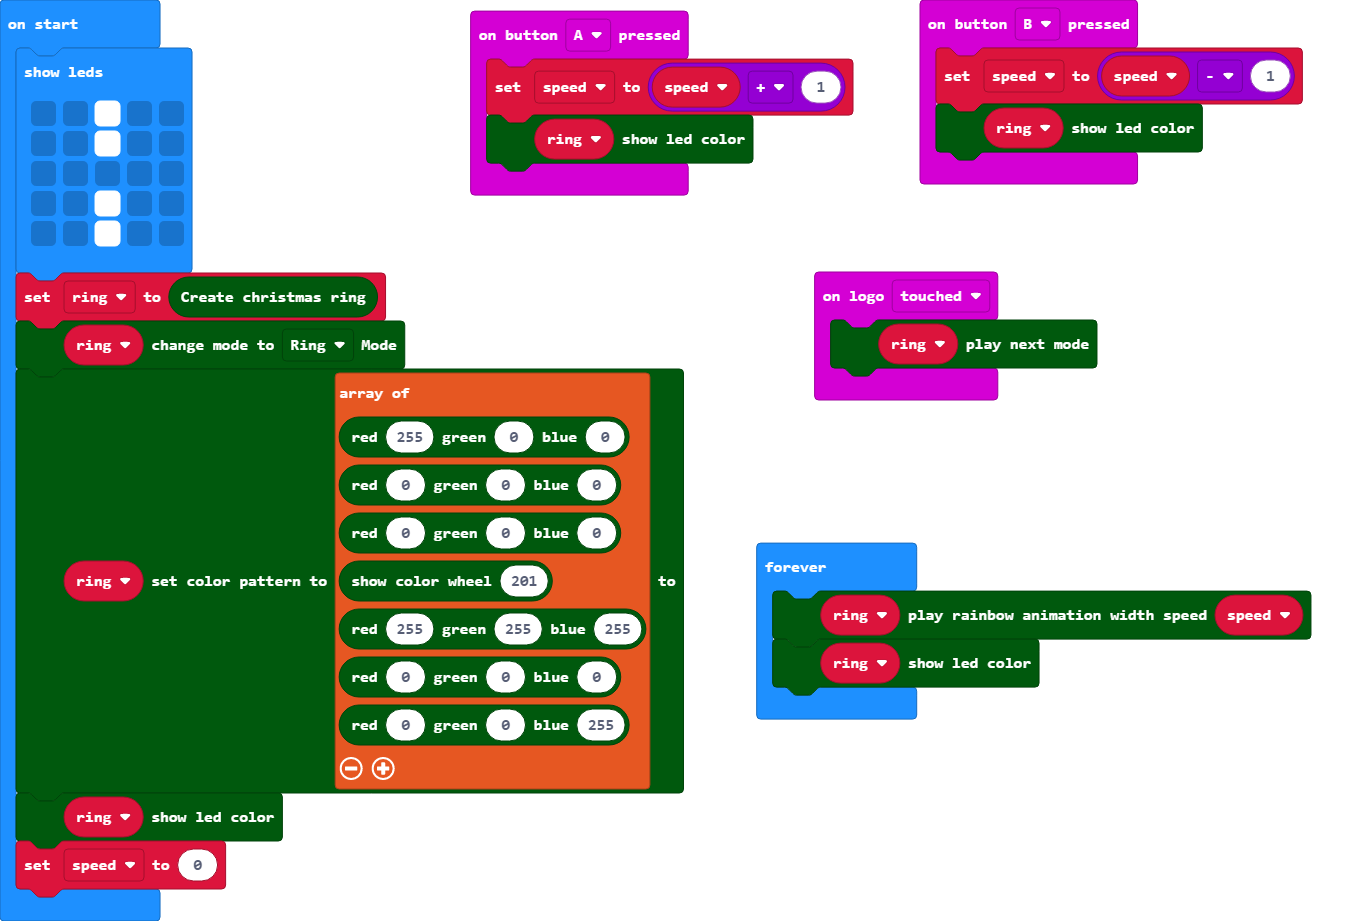 on start
show leds
set ring to Create christmas ring
ring change mode to Ring Mode
ring set color pattern to
array of
red 255 green 0 blue 0
red 0 green 0 blue 0
red 0 green 0 blue 0
show color wheel 201
red 255 green 255 blue 255
red 0 green 0 blue 0
red 0 green 0 blue 255
to
ring show led color
set speed to 0
on button A pressed
set speed to speed + 1
ring show led color
on button B pressed
set speed to speed - 1
ring show led color
on logo touched
ring play next mode
forever
ring play rainbow animation width speed speed
ring show led color